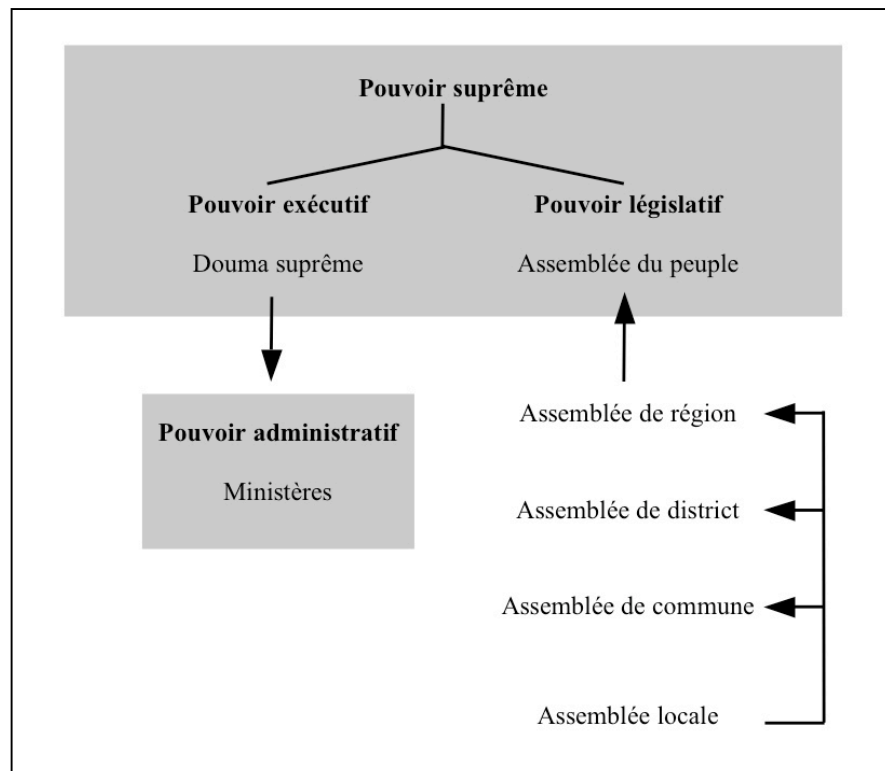 Pouvoir suprême
Pouvoir exécutif
Pouvoir législatif
Douma suprême
Assemblée du peuple
Assemblée de région
Pouvoir administratif
Ministères
Assemblée de district
Assemblée de commune
Assemblée locale